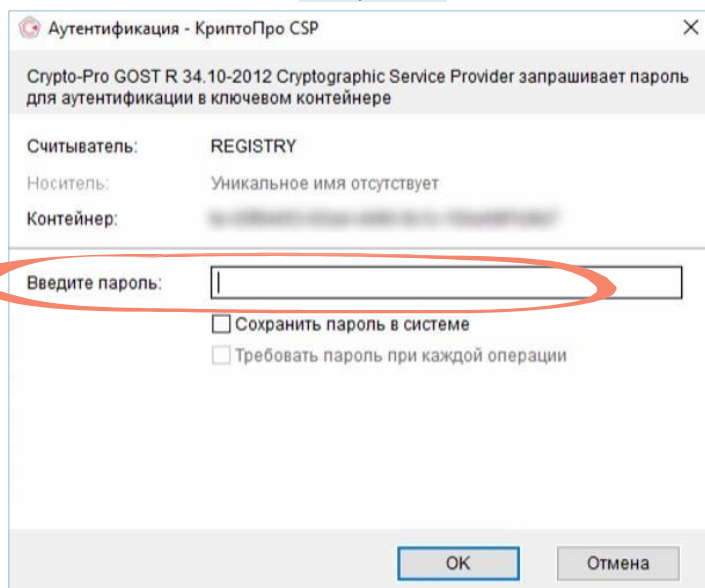 Аутентификация - КриптоПро CSP
Crypto-Pro GOST R 34.10-2012 Cryptographic Service Provider запрашивает пароль
для аутентификации в ключевом контейнере
Считыватель: REGISTRY
Носитель: Уникальное имя отсутствует
Контейнер:
Введите пароль:
Сохранить пароль в системе
Требовать пароль при каждой операции
OK Отмена